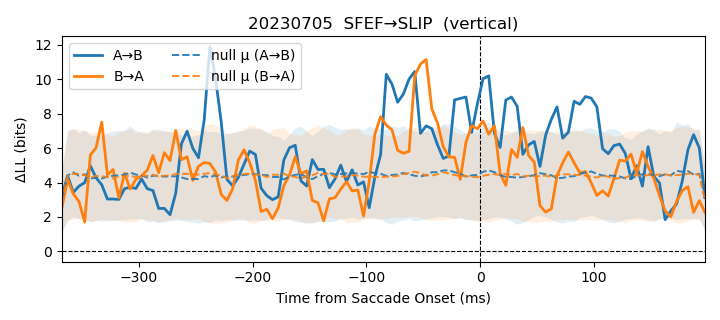 20230705  SFEF→SLIP  (vertical)
A→B
B→A
null μ (A→B)
null μ (B→A)
ΔLL (bits)
12
10
8
6
4
2
0
−300
−200
−100
0
100
Time from Saccade Onset (ms)